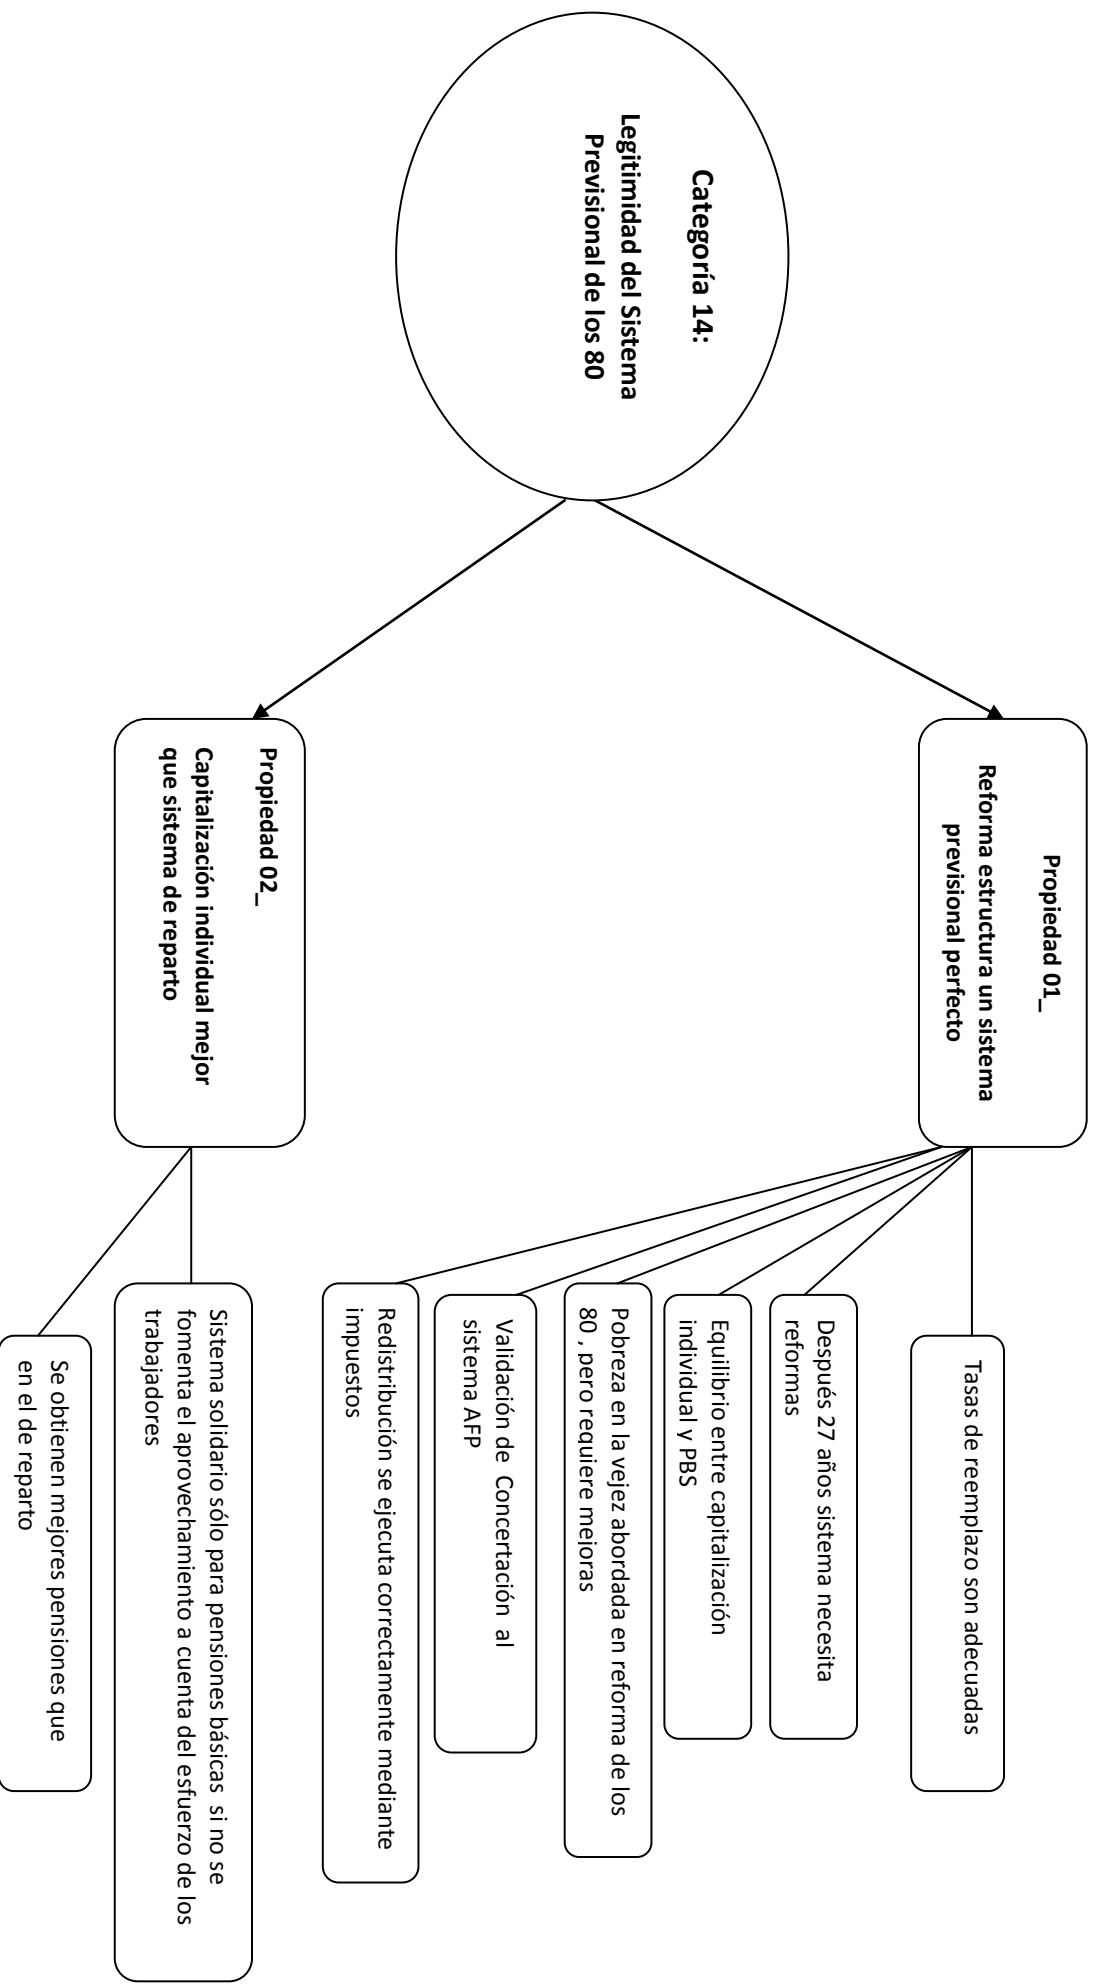 Categoría 14:
Legitimidad del Sistema
Previsional de los 80
Propiedad 01_
Reforma estructura un sistema
previsional perfecto
Tasas de reemplazo son adecuadas
Después 27 años sistema necesita
reformas
Equilibrio entre capitalización
individual y PBS
Pobreza en la vejez abordada en reforma de los
80 , pero requiere mejoras
Validación de Concertación al
sistema AFP
Redistribución se ejecuta correctamente mediante
impuestos
Propiedad 02_
Capitalización individual mejor
que sistema de reparto
Sistema solidario sólo para pensiones básicas si no se
fomenta el aprovechamiento a cuenta del esfuerzo de los
trabajadores
Se obtienen mejores pensiones que
en el de reparto